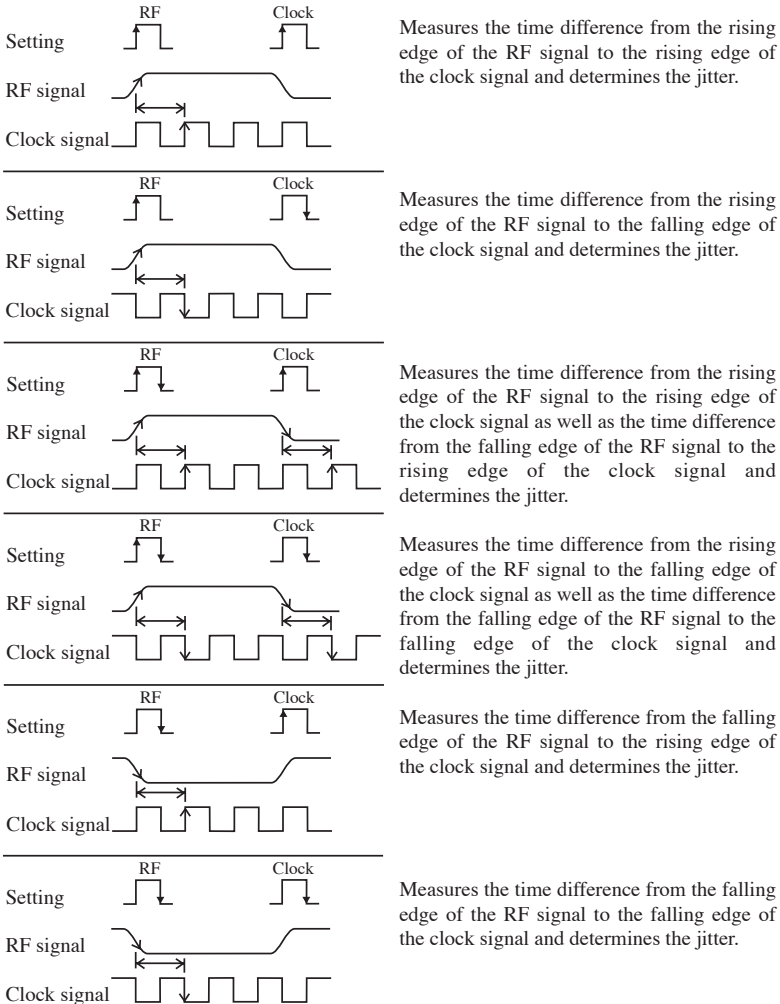 RF Clock
Setting
RF signal
Clock signal
Measures the time difference from the rising
edge of the RF signal to the rising edge of
the clock signal and determines the jitter.
RF Clock
Setting
RF signal
Clock signal
Measures the time difference from the rising
edge of the RF signal to the falling edge of
the clock signal and determines the jitter.
RF Clock
Setting
RF signal
Clock signal
Measures the time difference from the rising
edge of the RF signal to the rising edge of
the clock signal as well as the time difference
from the falling edge of the RF signal to the
rising edge of the clock signal and
determines the jitter.
RF Clock
Setting
RF signal
Clock signal
Measures the time difference from the rising
edge of the RF signal to the falling edge of
the clock signal as well as the time difference
from the falling edge of the RF signal to the
falling edge of the clock signal and
determines the jitter.
RF Clock
Setting
RF signal
Clock signal
Measures the time difference from the falling
edge of the RF signal to the rising edge of
the clock signal and determines the jitter.
RF Clock
Setting
RF signal
Clock signal
Measures the time difference from the falling
edge of the RF signal to the falling edge of
the clock signal and determines the jitter.